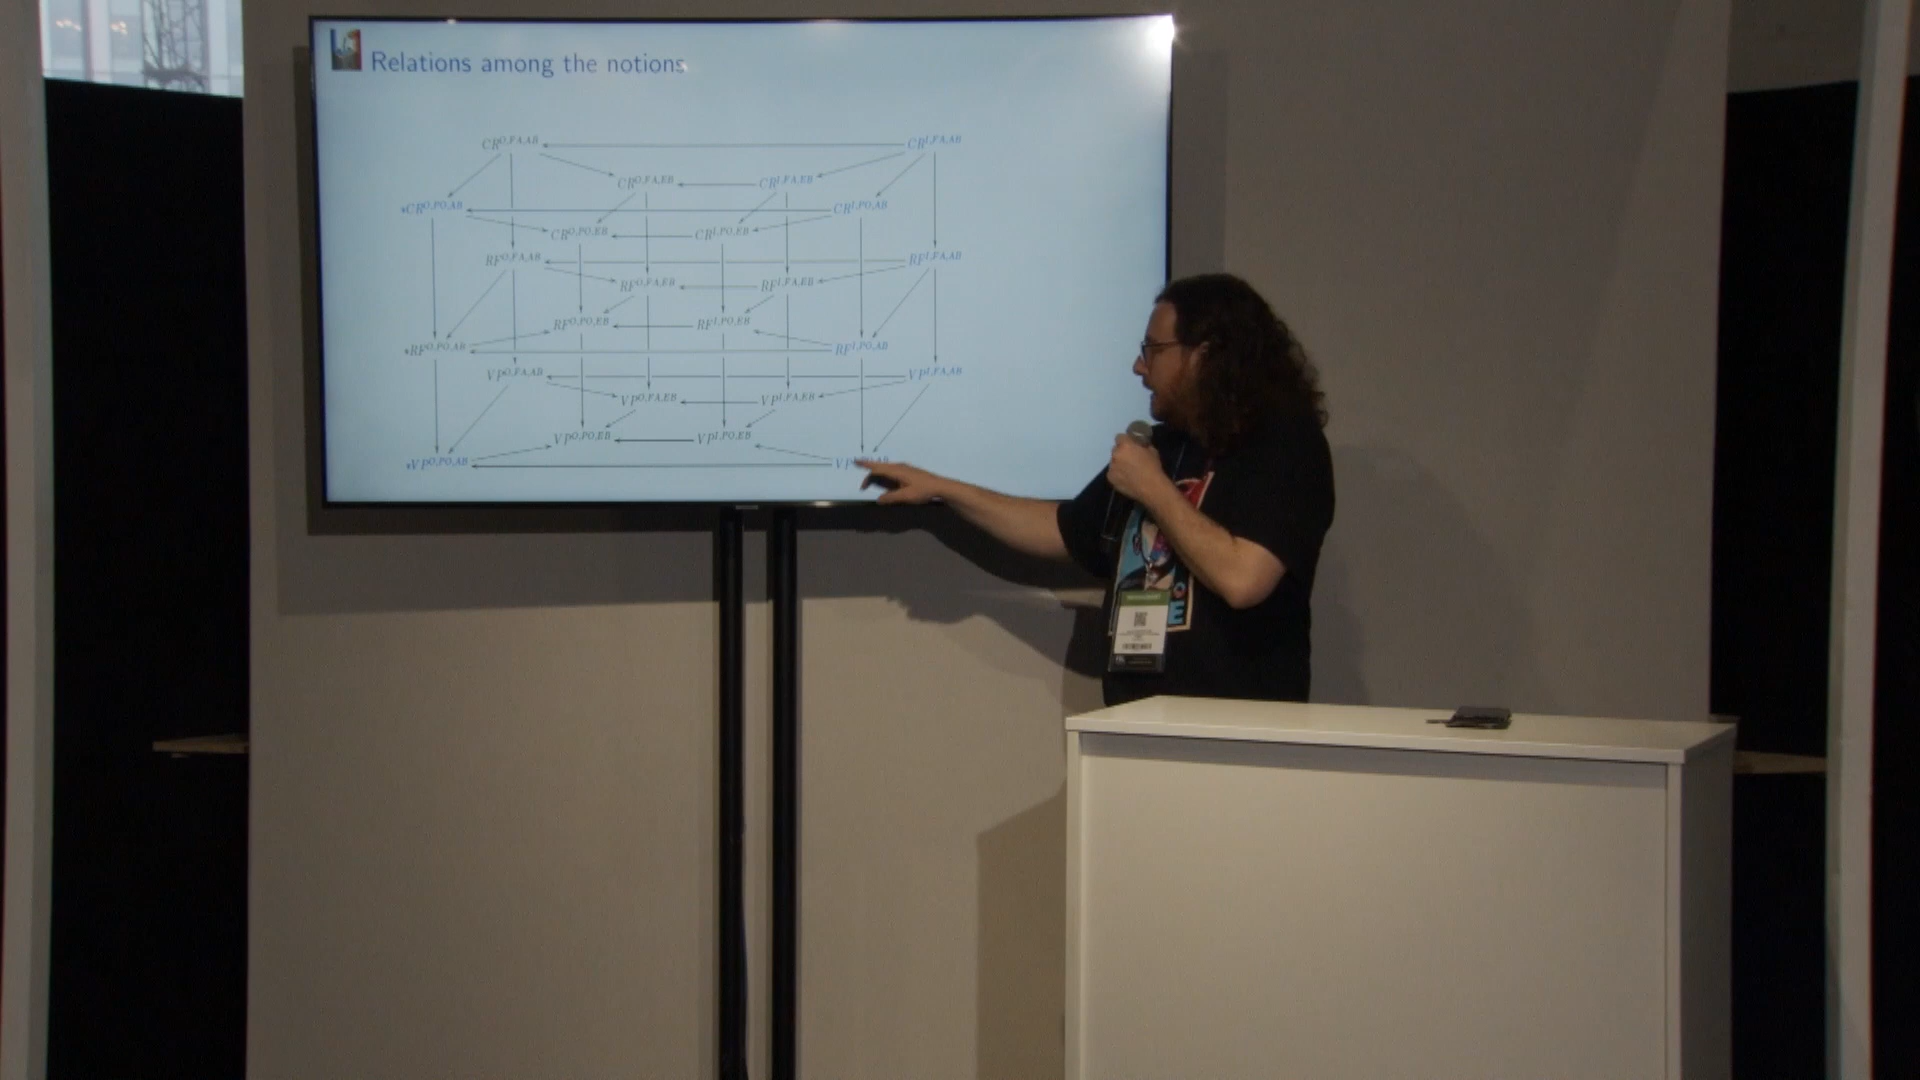 Relations among the notions
CR^{O,FA,AB} CR^{I,FA,AB}
CR^{O,FA,EB} CR^{I,FA,EB}
*CR^{O,PO,AB} CR^{I,PO,AB}
CR^{O,PO,EB} CR^{I,PO,EB}
RF^{O,FA,AB} RF^{I,FA,AB}
RF^{O,FA,EB} RF^{I,FA,EB}
RF^{O,PO,EB} RF^{I,PO,EB}
*RF^{O,PO,AB} RF^{I,PO,AB}
VP^{O,FA,AB} VP^{I,FA,AB}
VP^{O,FA,EB} VP^{I,FA,EB}
VP^{O,PO,EB} VP^{I,PO,EB}
*VP^{O,PO,AB}
E